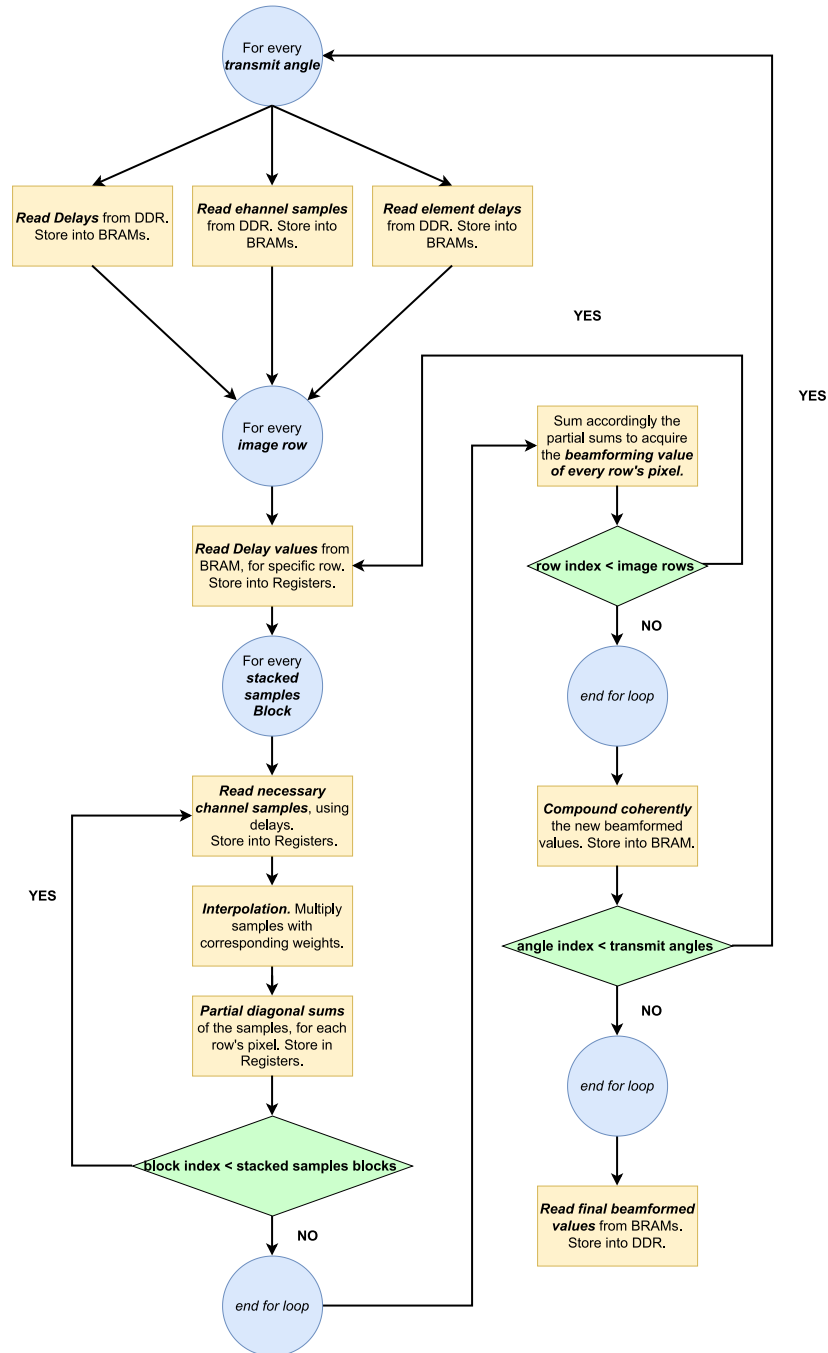 For every
transmit angle
Read Delays from DDR.
Store into BRAMs.
Read ehannel samples
from DDR. Store into
BRAMs.
Read element delays
from DDR. Store into
BRAMs.
YES
YES
For every
image row
Sum accordingly the
partial sums to acquire
the beamforming value
of every row's pixel.
Read Delay values from
BRAM, for specific row.
Store into Registers.
row index < image rows
NO
For every
stacked
samples
Block
end for loop
Read necessary
channel samples, using
delays.
Store into Registers.
Compound coherently
the new beamformed
values. Store into BRAM.
YES
Interpolation. Multiply
samples with
corresponding weights.
angle index < transmit angles
Partial diagonal sums
of the samples, for each
row's pixel. Store in
Registers.
NO
end for loop
block index < stacked samples blocks
NO
Read final beamformed
values from BRAMs.
Store into DDR.
end for loop